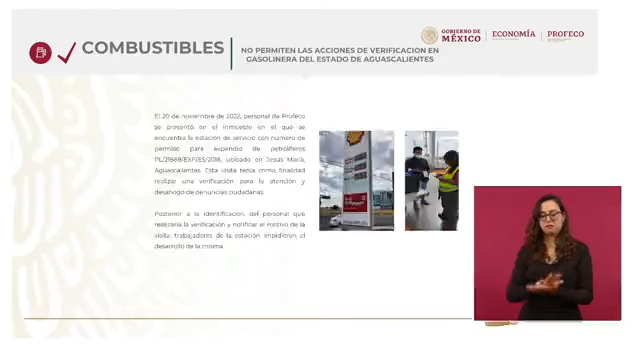 COMBUSTIBLES
NO PERMITEN LAS ACCIONES DE VERIFICACION EN
GASOLINERA DEL ESTADO DE AGUASCALIENTES
GOBIERNO DE
MÉXICO
ECONOMÍA
PROFECO
El 20 de noviembre de 2022, personal de Profeco
se presentó en el inmueble en el que se
encuentra la estación de servicio con número de
permiso para expendio de petrolíferos
PL/21868/EXP/ES/2018, ubicado en Jesús María,
Aguascalientes. Esta visita tenía como finalidad
realizar una verificación para la atención y
desahogo de denuncias ciudadanas.
Posterior a la identificación del personal que
realizaría la verificación y notificar el motivo de la
visita, trabajadores de la estación impidieron el
desarrollo de la misma.